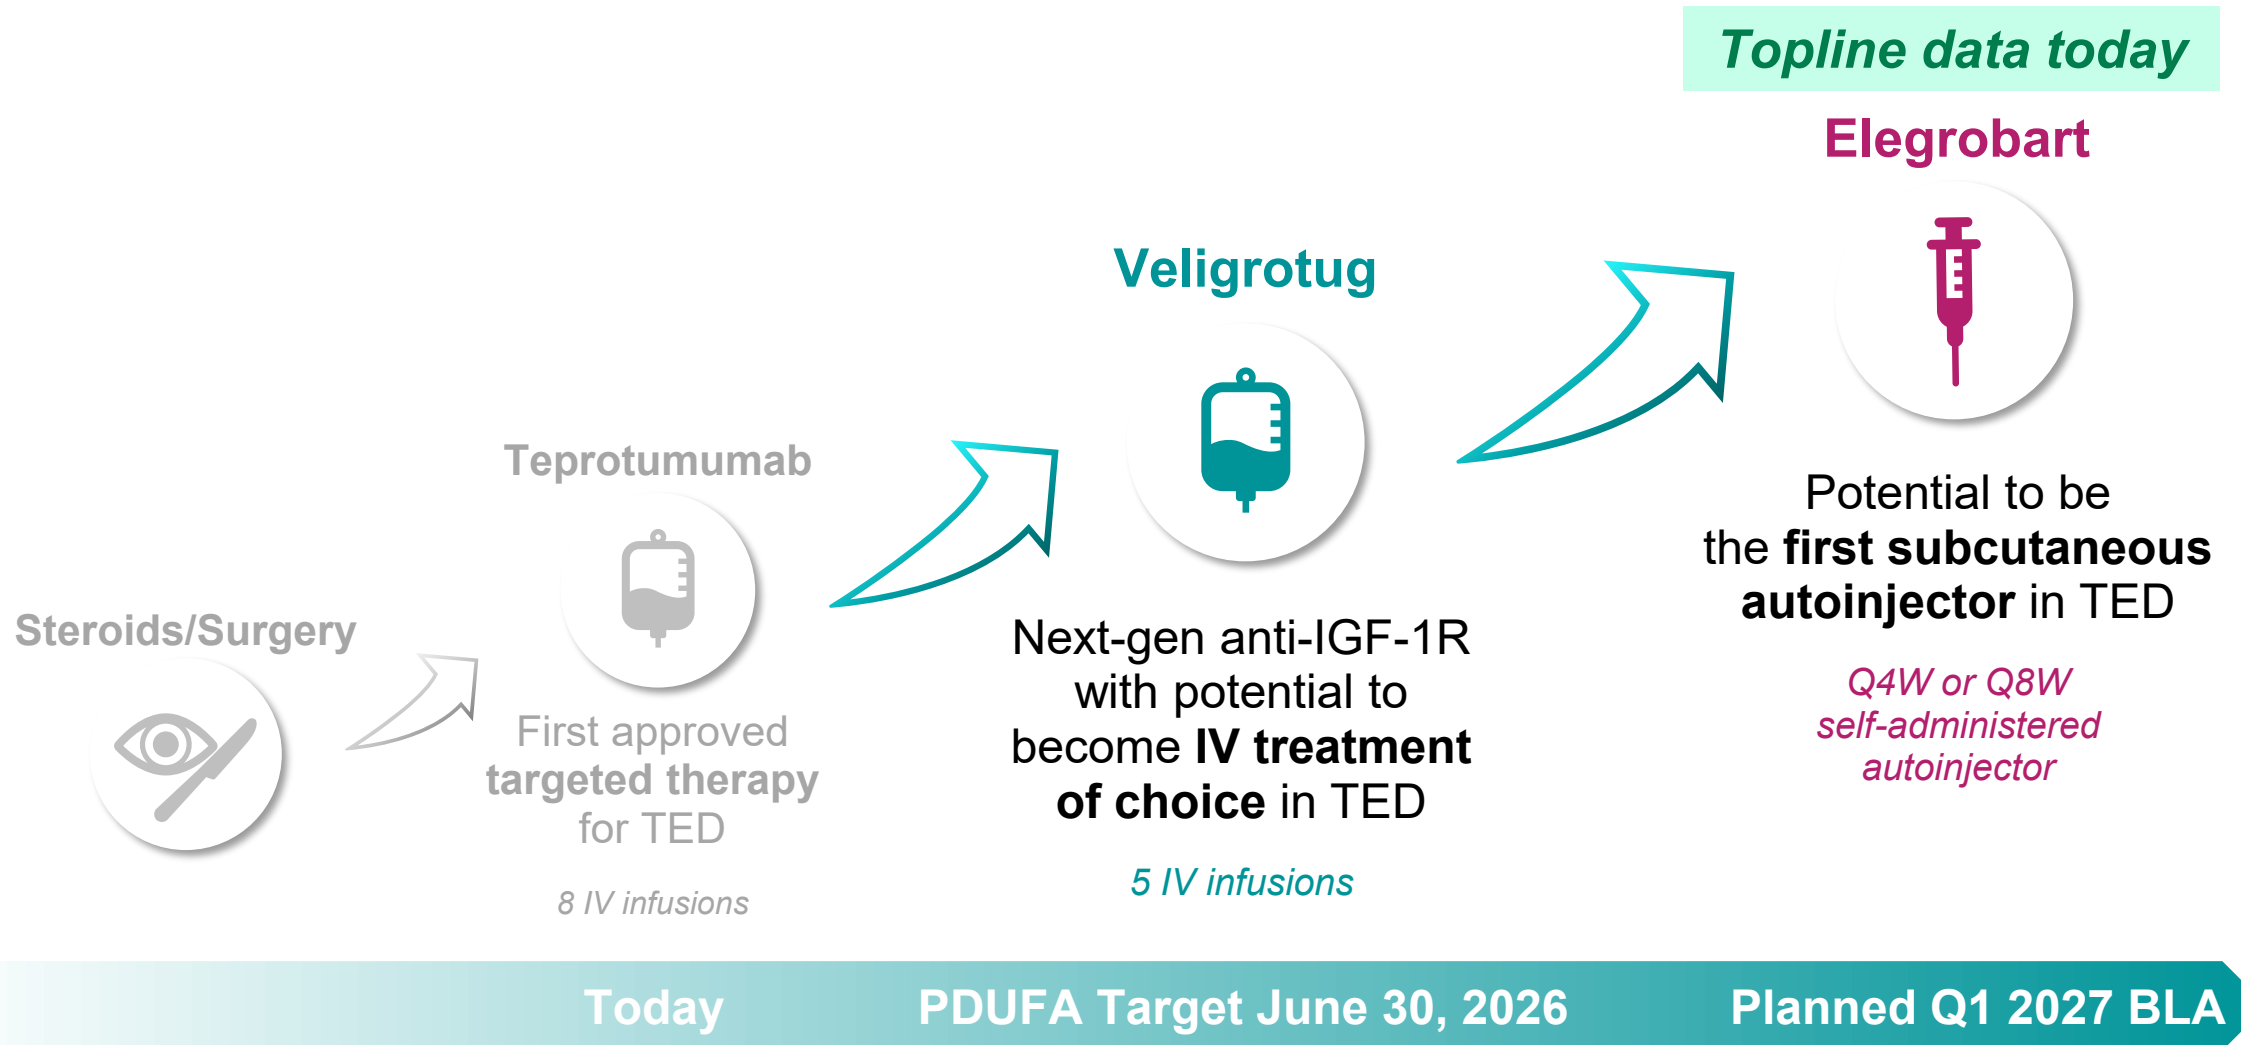 Topline data today
Elegrobart
Veligrotug
Teprotumumab
Steroids/Surgery
First approved
targeted therapy
for TED
8 IV infusions
Next-gen anti-IGF-1R
with potential to
become IV treatment
of choice in TED
5 IV infusions
Potential to be
the first subcutaneous
autoinjector in TED
Q4W or Q8W
self-administered
autoinjector
Today
PDUFA Target June 30, 2026
Planned Q1 2027 BLA